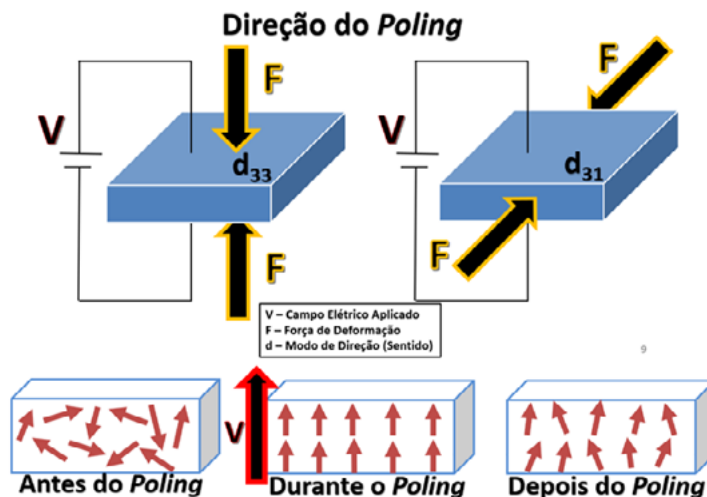 Direção do Poling
F
F
V
V
d33
d31
F
F
V – Campo Elétrico Aplicado
F – Força de Deformação
d – Modo de Direção (Sentido)
9
V
Antes do Poling
Durante o Poling
Depois do Poling